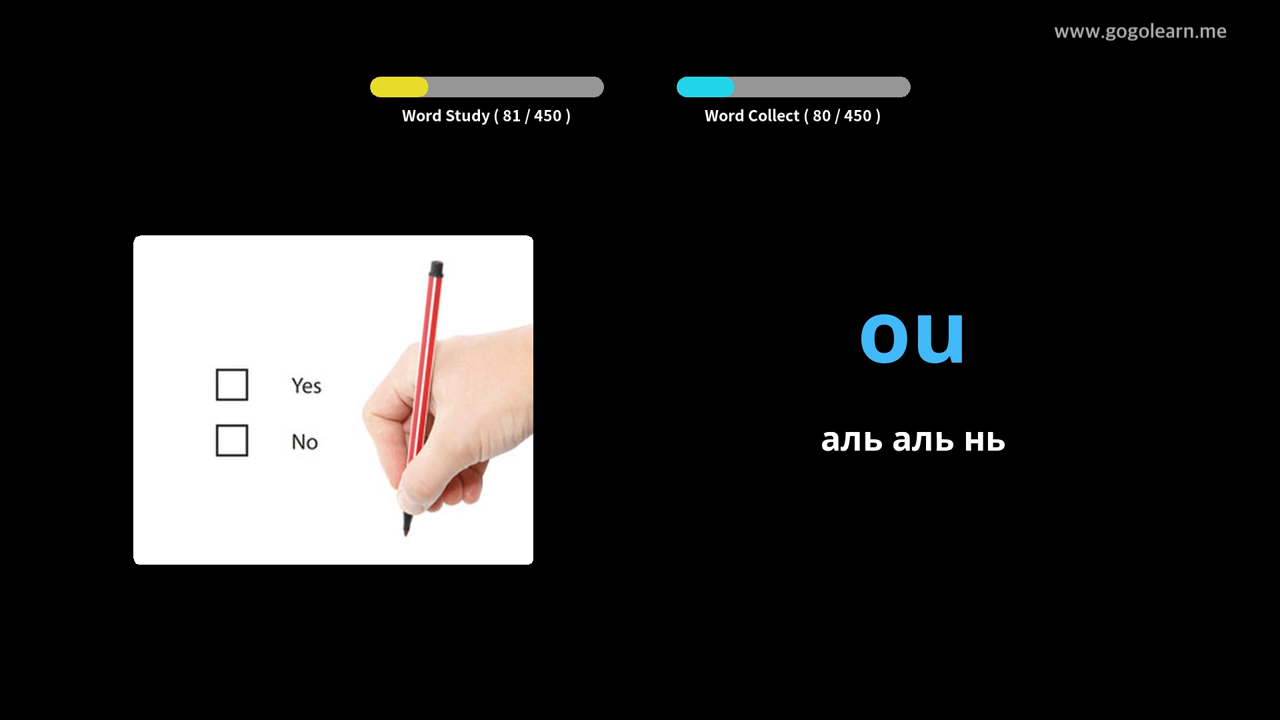 www.gogolearn.me
Word Study ( 81 / 450 )
Word Collect ( 80 / 450 )
Yes
No
ou
аль аль нь